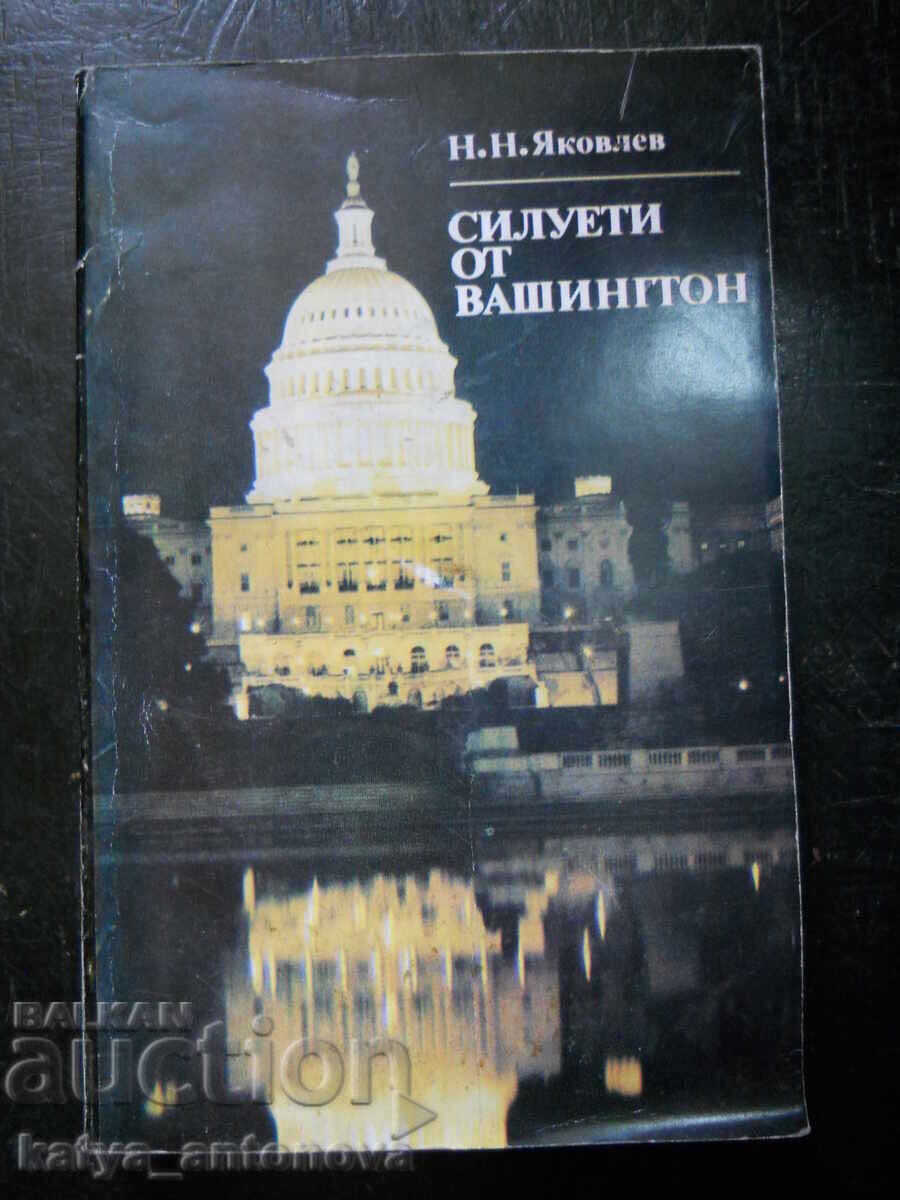 Н.Н.Яковлев
СИЛУЕТИ
ОТ
ВАШИНГТОН
BALKAN
auction
katya_antonova